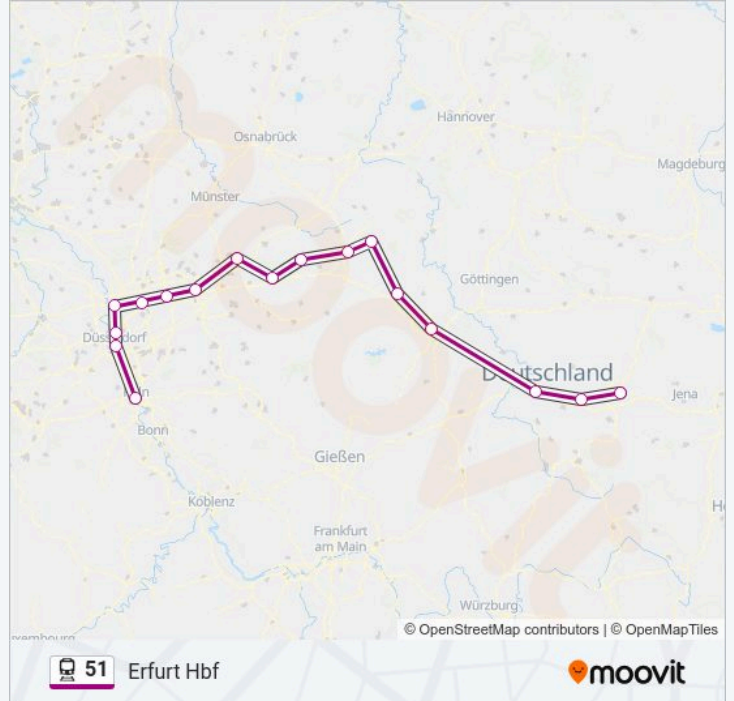 Hannover
Osnabrück
Magdeburg
Münster
Göttingen
Düsseldorf
Deutschland
Jena
Bonn
Gießen
Koblenz
Frankfurt
am Main
Würzburg
© OpenStreetMap contributors | © OpenMapTiles
51 Erfurt Hbf
moovit